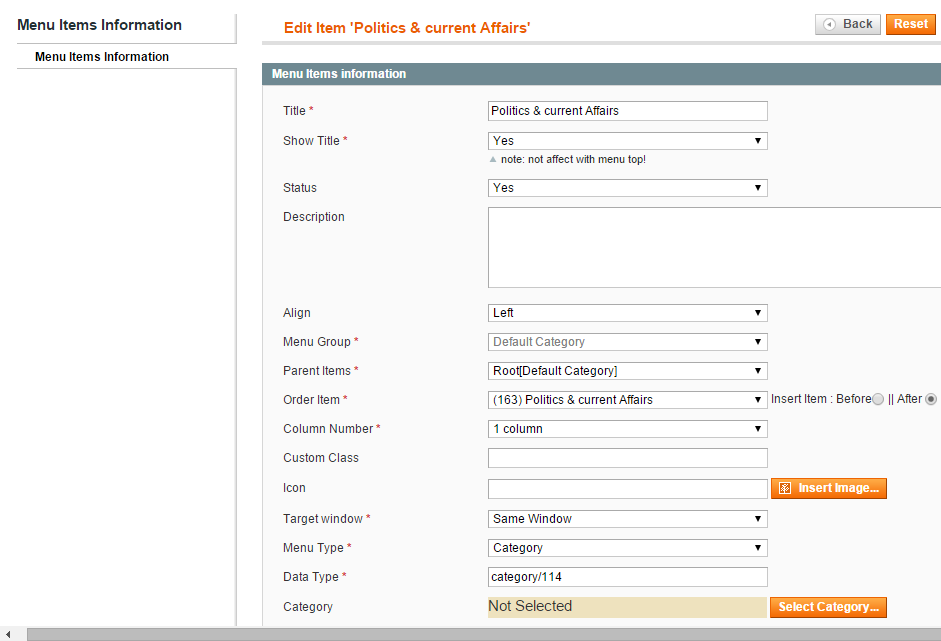 Menu Items Information
Menu Items Information
Edit Item 'Politics & current Affairs'
Back
Reset
Menu Items information
Title *
Politics & current Affairs
Show Title *
Yes
note: not affect with menu top!
Status
Yes
Description
Align
Left
Menu Group *
Default Category
Parent Items *
Root[Default Category]
Order Item *
(163) Politics & current Affairs
Insert Item : Before || After
Column Number *
1 column
Custom Class
Icon
Insert Image...
Target window *
Same Window
Menu Type *
Category
Data Type *
category/114
Category
Not Selected
Select Category...